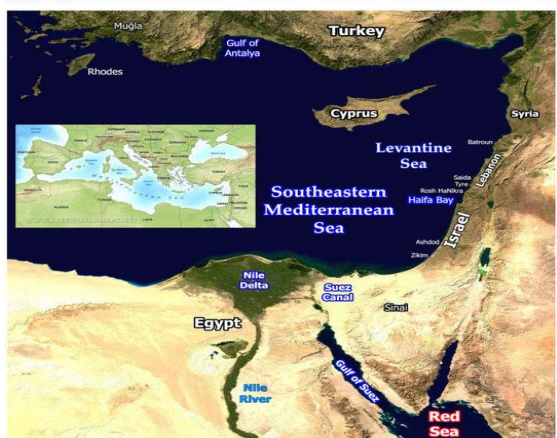 Muğla
Turkey
Gulf of
Antalya
Rhodes
Cyprus
Syria
Levantine
Sea
Batroun
Lebanon
Saida
Tyre
Rosh HaNikra
Haifa Bay
Southeastern
Mediterranean
Sea
Israel
Ashdod
Zikim
Nile
Delta
Suez
Canal
Sinai
Egypt
Gulf of Suez
Nile
River
Red
Sea